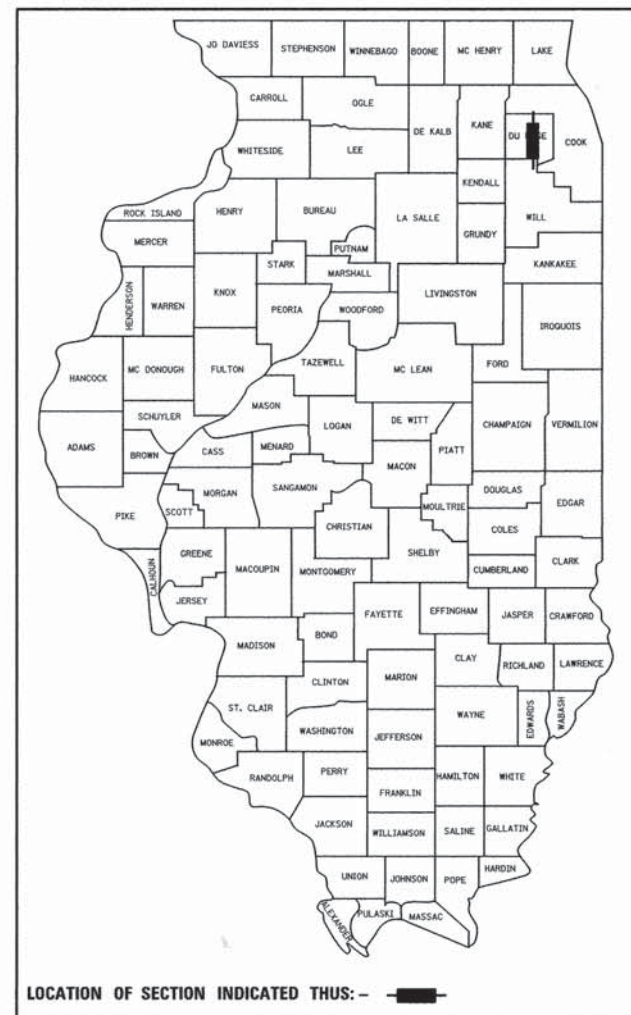 JO DAVIESS STEPHENSON WINNEBAGO BOONE MC HENRY LAKE
CARROLL OGLE DE KALB KANE COOK
WHITESIDE LEE KENDALL
ROCK ISLAND HENRY BUREAU LA SALLE GRUNDY WILL
MERCER PUTNAM KANKAKEE
STARK MARSHALL
HENDERSON WARREN KNOX PEORIA WOODFORD LIVINGSTON IROQUOIS
HANCOCK MC DONOUGH FULTON TAZEWELL MC LEAN FORD
SCHUYLER MASON LOGAN DE WITT CHAMPAIGN VERMILION
ADAMS BROWN CASS MENARD MACON PIATT
PIKE SCOTT MORGAN SANGAMON MOULTRIE DOUGLAS EDGAR
CHRISTIAN COLES
CALHOUN GREENE MACOUPIN MONTGOMERY SHELBY CUMBERLAND CLARK
JERSEY FAYETTE EFFINGHAM JASPER CRAWFORD
MADISON BOND CLAY RICHLAND LAWRENCE
CLINTON MARION
ST. CLAIR WAYNE EDWARDS WABASH
MONROE WASHINGTON JEFFERSON
RANDOLPH PERRY HAMILTON WHITE
FRANKLIN
JACKSON WILLIAMSON SALINE GALLATIN
UNION JOHNSON POPE HARDIN
ALEXANDER PULASKI MASSAC
LOCATION OF SECTION INDICATED THUS: -